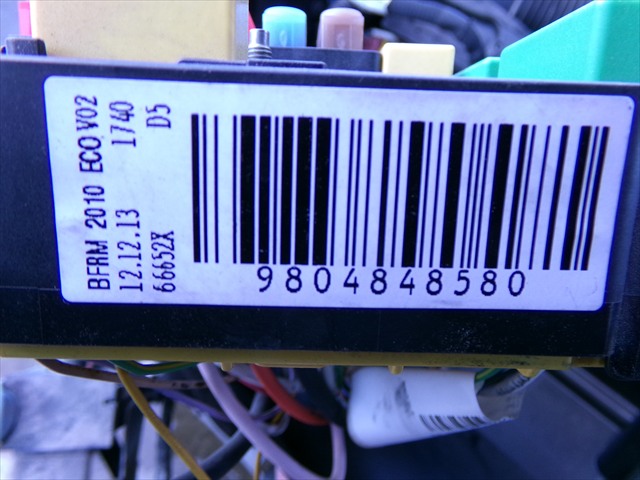 BFRM 2010 ECO V02
12.12.13 1740
66652X D5
9804848580